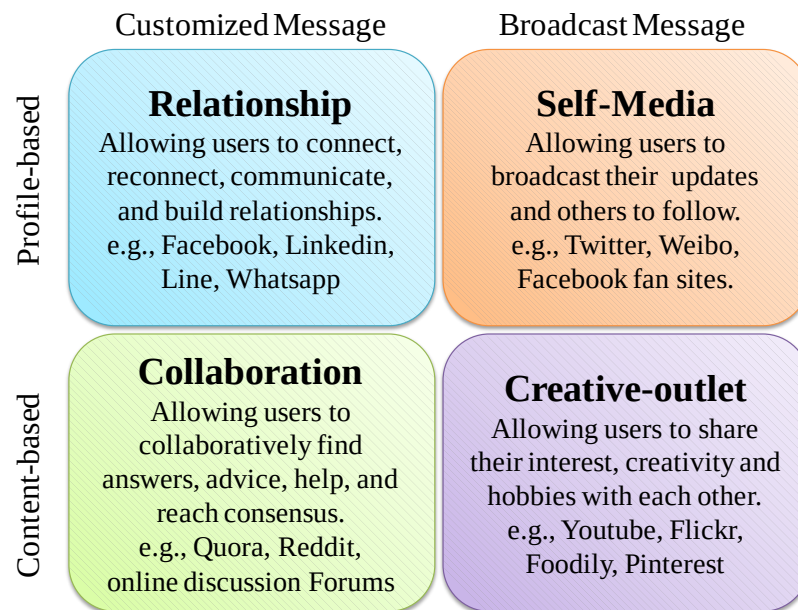 Customized Message
Broadcast Message
Profile-based
Relationship
Allowing users to connect,
reconnect, communicate,
and build relationships.
e.g., Facebook, Linkedin,
Line, Whatsapp
Self-Media
Allowing users to
broadcast their updates
and others to follow.
e.g., Twitter, Weibo,
Facebook fan sites.
Content-based
Collaboration
Allowing users to
collaboratively find
answers, advice, help, and
reach consensus.
e.g., Quora, Reddit,
online discussion Forums
Creative-outlet
Allowing users to share
their interest, creativity and
hobbies with each other.
e.g., Youtube, Flickr,
Foodily, Pinterest